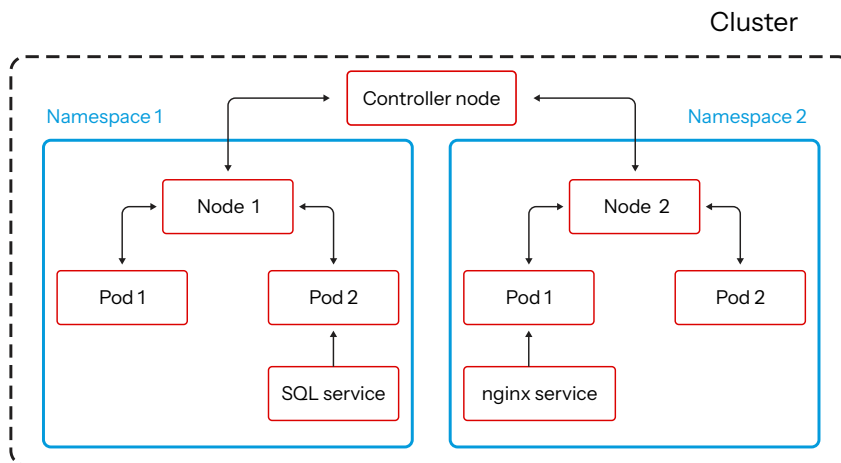 Cluster
Controller node
Namespace 1
Namespace 2
Node 1
Node 2
Pod 1
Pod 2
Pod 1
Pod 2
SQL service
nginx service